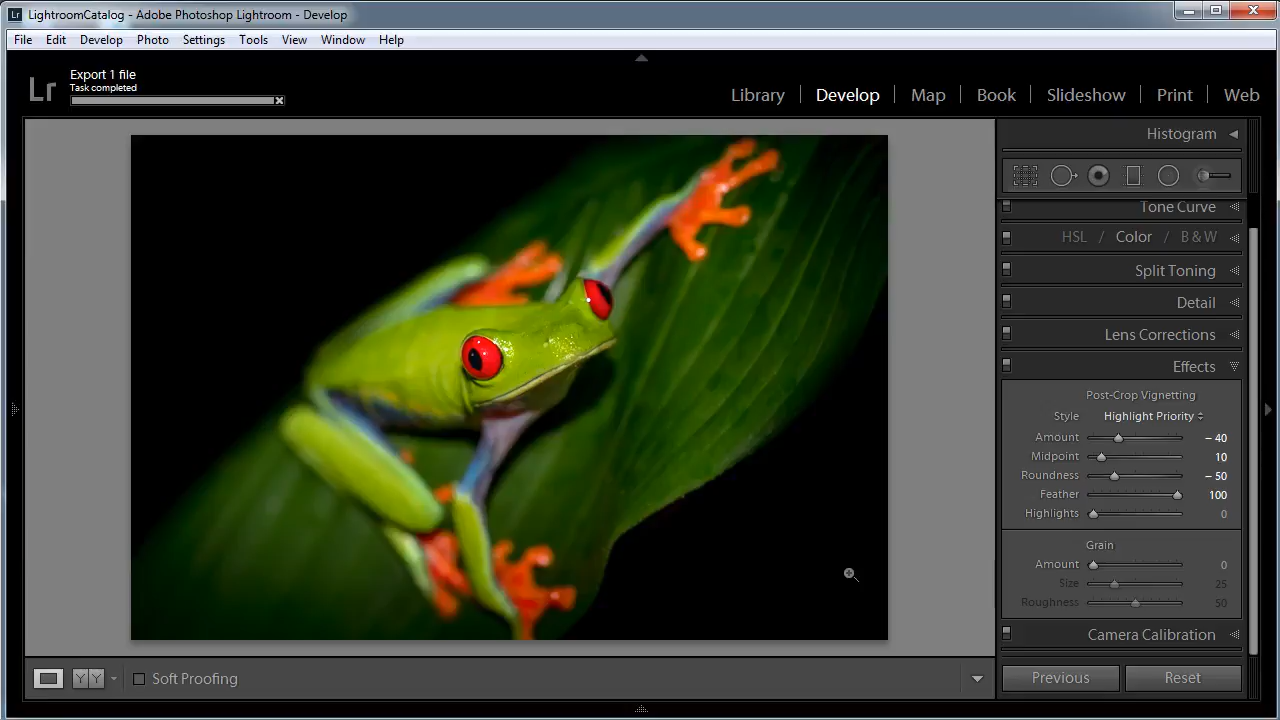 Lr LightroomCatalog - Adobe Photoshop Lightroom - Develop
File Edit Develop Photo Settings Tools View Window Help
Lr
Export 1 file
Task completed
Library Develop Map Book Slideshow Print Web
Histogram
Tone Curve
HSL / Color / B & W
Split Toning
Detail
Lens Corrections
Effects
Post-Crop Vignetting
Style Highlight Priority
Amount – 40
Midpoint 10
Roundness – 50
Feather 100
Highlights 0
Grain
Amount 0
Size 25
Roughness 50
Camera Calibration
YY Soft Proofing
Previous Reset